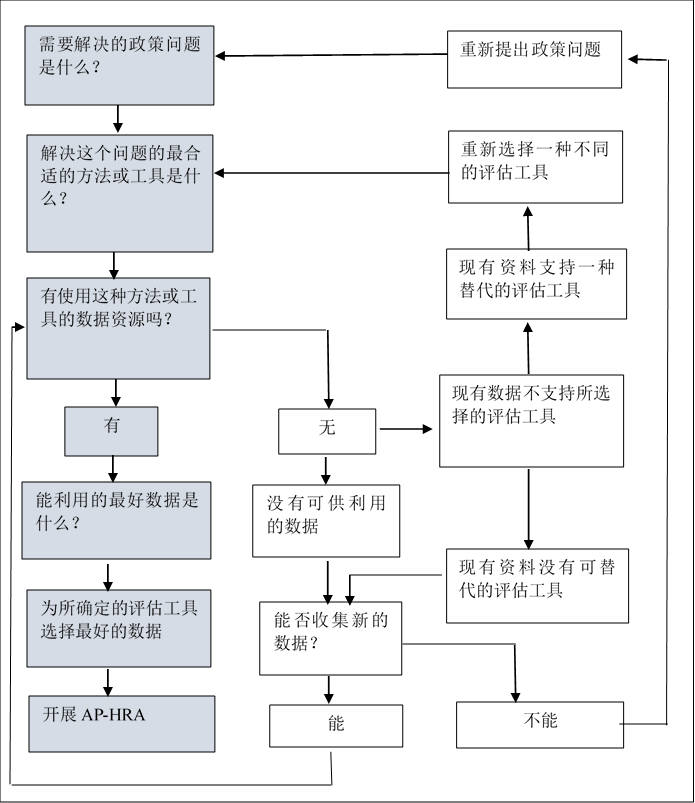 需要解决的政策问题
是什么？
重新提出政策问题
解决这个问题的最合
适的方法或工具是什
么？
重新选择一种不同
的评估工具
现有资料支持一种
替代的评估工具
有使用这种方法或工
具的数据资源吗？
现有数据不支持所选
择的评估工具
有
无
能利用的最好数据是
什么？
没有可供利用
的数据
现有资料没有可替
代的评估工具
为所确定的评估工具
选择最好的数据
能否收集新的
数据？
开展 AP-HRA
能
不能